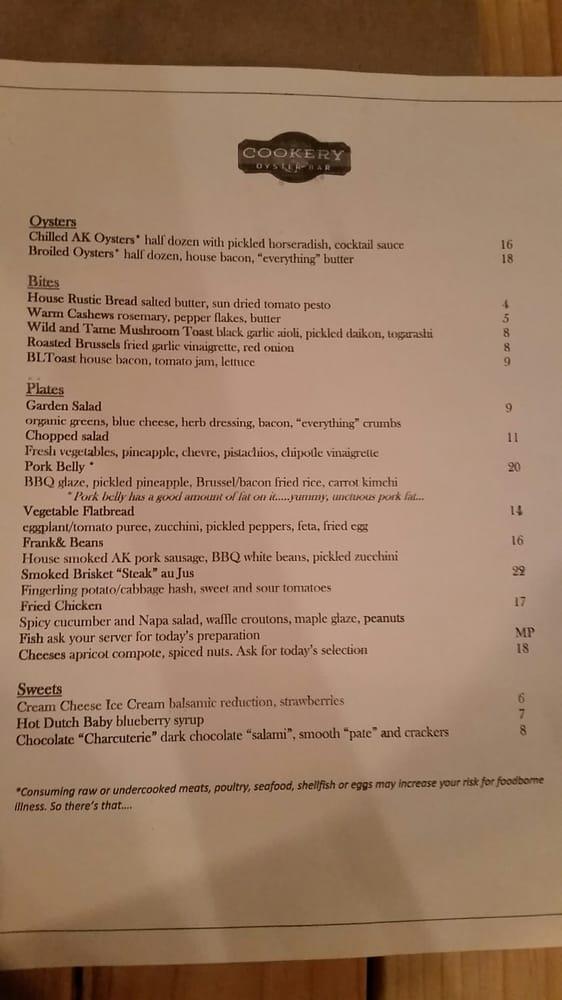 COOKERY
OYSTER BAR
Oysters
Chilled AK Oysters* half dozen with pickled horseradish, cocktail sauce 16
Broiled Oysters* half dozen, house bacon, “everything” butter 18
Bites
House Rustic Bread salted butter, sun dried tomato pesto 4
Warm Cashews rosemary, pepper flakes, butter 5
Wild and Tame Mushroom Toast black garlic aioli, pickled daikon, togarashi 8
Roasted Brussels fried garlic vinaigrette, red onion 8
BLToast house bacon, tomato jam, lettuce 9
Plates
Garden Salad 9
organic greens, blue cheese, herb dressing, bacon, “everything” crumbs
Chopped salad 11
Fresh vegetables, pineapple, chevre, pistachios, chipotle vinaigrette
Pork Belly * 20
BBQ glaze, pickled pineapple, Brussel/bacon fried rice, carrot kimchi
*Pork belly has a good amount of fat on it.....yummy, unctuous pork fat...
Vegetable Flatbread 14
eggplant/tomato puree, zucchini, pickled peppers, feta, fried egg
Frank& Beans 16
House smoked AK pork sausage, BBQ white beans, pickled zucchini
Smoked Brisket “Steak” au Jus 22
Fingerling potato/cabbage hash, sweet and sour tomatoes
Fried Chicken 17
Spicy cucumber and Napa salad, waffle croutons, maple glaze, peanuts
Fish ask your server for today’s preparation MP
Cheeses apricot compote, spiced nuts. Ask for today’s selection 18
Sweets
Cream Cheese Ice Cream balsamic reduction, strawberries 6
Hot Dutch Baby blueberry syrup 7
Chocolate “Charcuterie” dark chocolate “salami”, smooth “pate” and crackers 8
*Consuming raw or undercooked meats, poultry, seafood, shellfish or eggs may increase your risk for foodborne
illness. So there’s that....